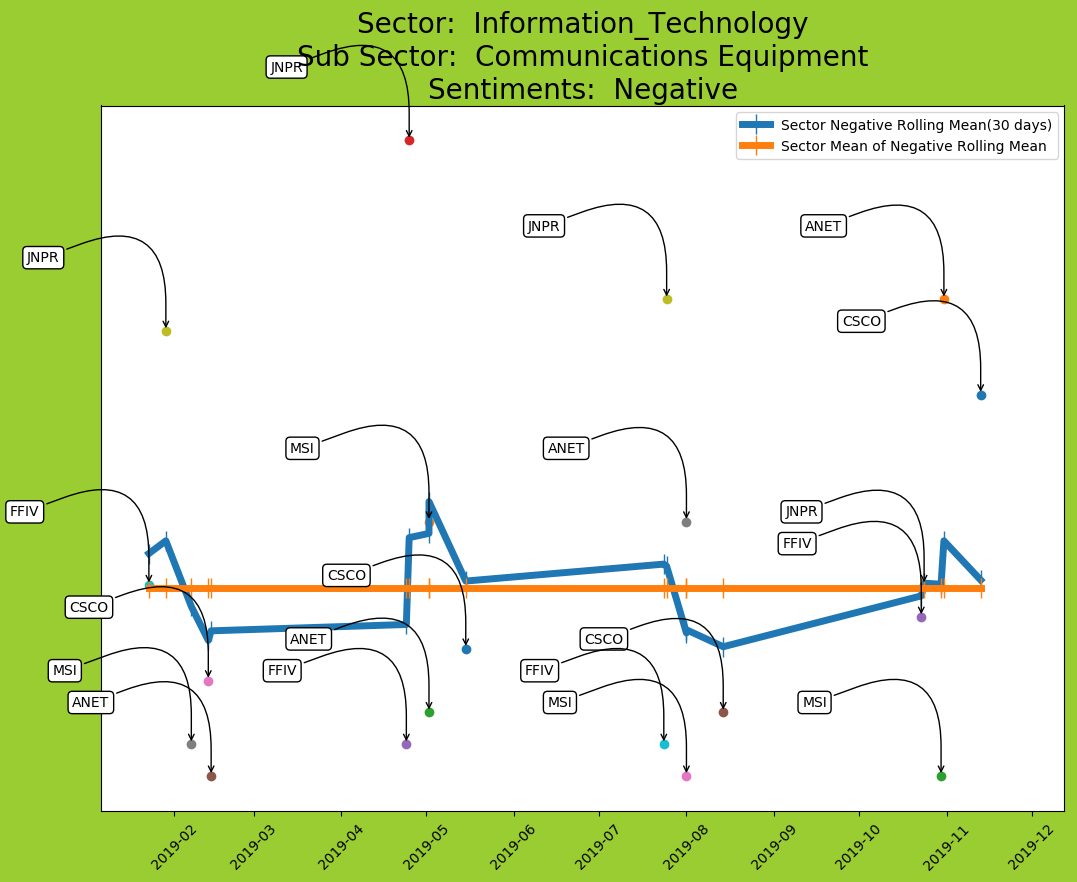 Sector:  Information_Technology
Sub Sector:  Communications Equipment
Sentiments:  Negative
JNPR
Sector Negative Rolling Mean(30 days)
Sector Mean of Negative Rolling Mean
JNPR
JNPR
ANET
CSCO
MSI
ANET
FFIV
JNPR
FFIV
CSCO
CSCO
ANET
CSCO
MSI
FFIV
FFIV
ANET
MSI
MSI
2019-02
2019-03
2019-04
2019-05
2019-06
2019-07
2019-08
2019-09
2019-10
2019-11
2019-12